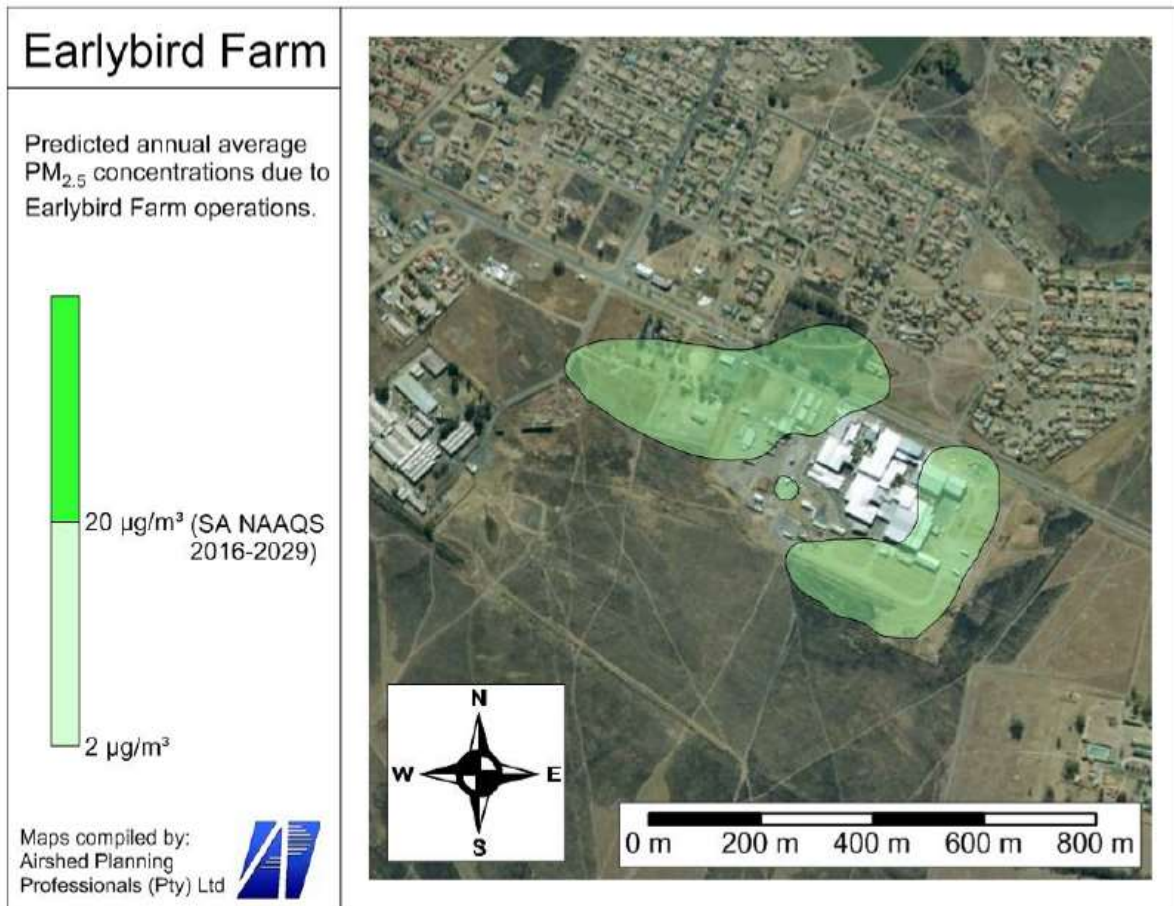 Earlybird Farm
Predicted annual average
PM₂.₅ concentrations due to
Earlybird Farm operations.
20 µg/m³ (SA NAAQS
2016-2029)
2 µg/m³
Maps compiled by:
Airshed Planning
Professionals (Pty) Ltd
N
W E
S
0 m 200 m 400 m 600 m 800 m